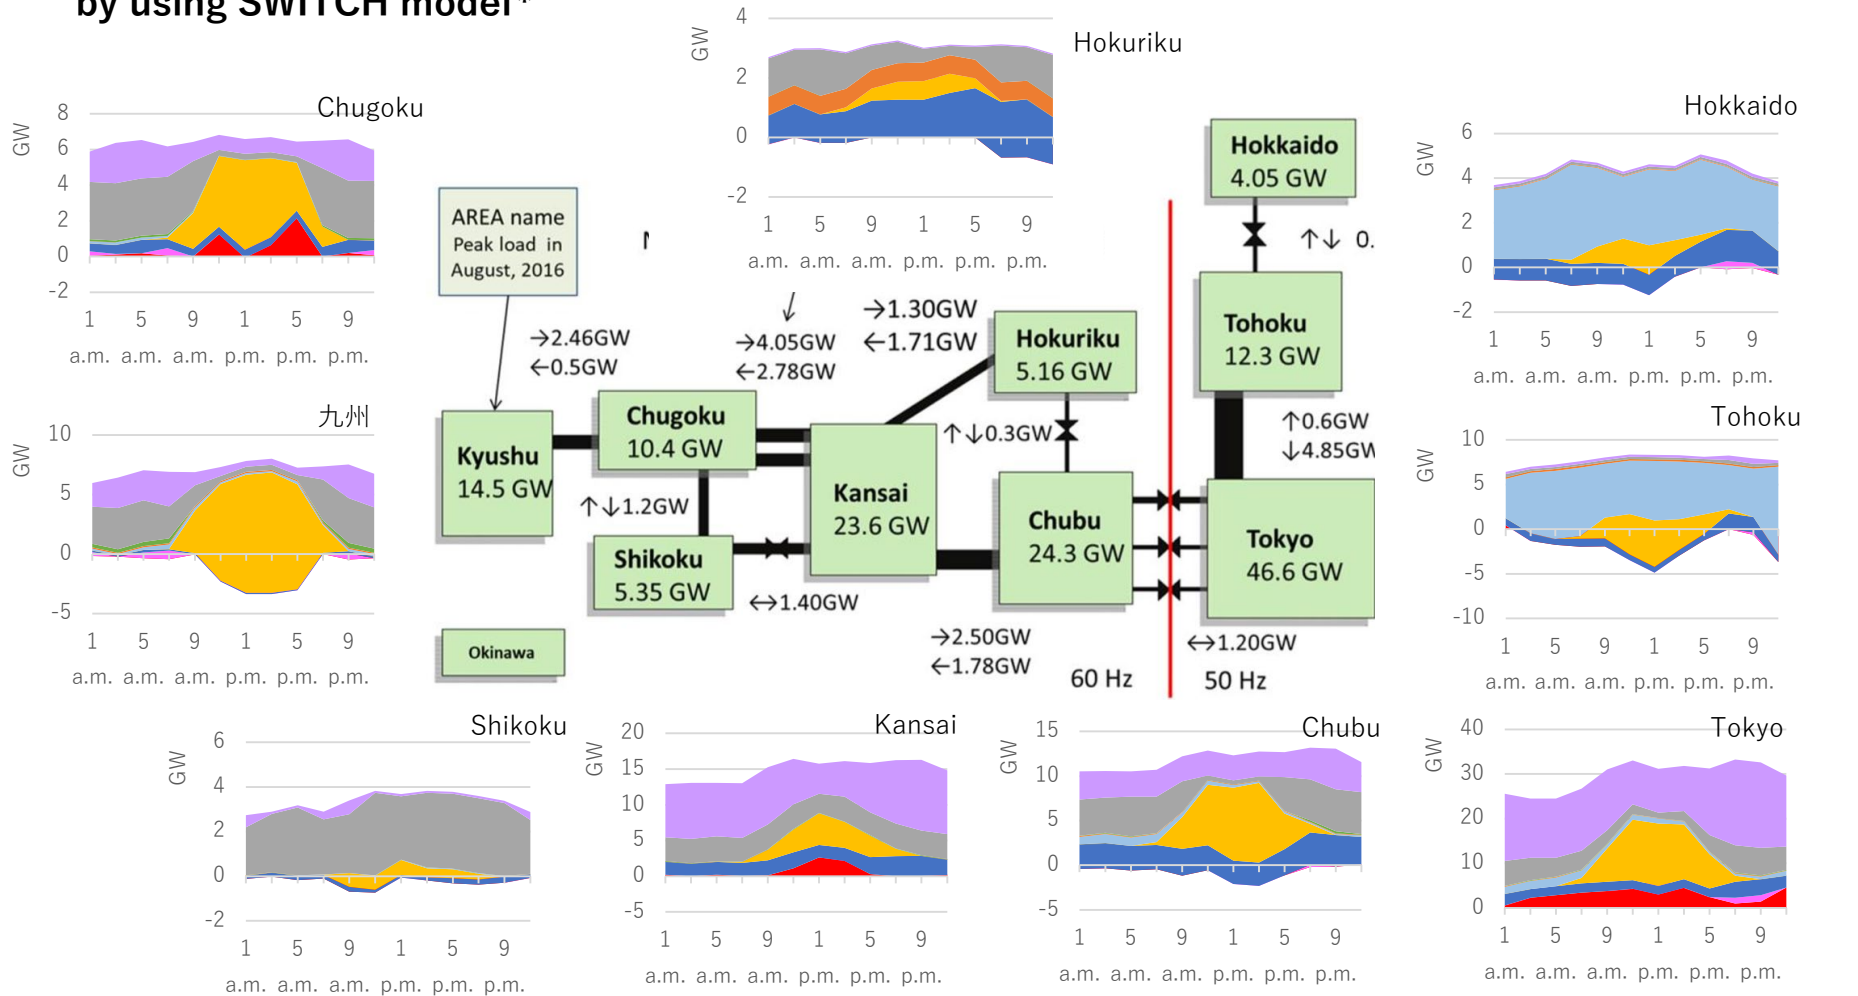 by using SWITCH model*
GW
4
2
0
-2
1 5 9 1 5 9
a.m. a.m. a.m. p.m. p.m. p.m.
Hokuriku
Chugoku
GW
8
6
4
2
0
-2
1 5 9 1 5 9
a.m. a.m. a.m. p.m. p.m. p.m.
Hokkaido
GW
6
4
2
0
-2
1 5 9 1 5 9
a.m. a.m. a.m. p.m. p.m. p.m.
AREA name
Peak load in
August, 2016
Hokkaido
4.05 GW
↑↓ 0.
Tohoku
12.3 GW
→2.46GW
←0.5GW
→4.05GW
←2.78GW
→1.30GW
←1.71GW
Hokuriku
5.16 GW
Chugoku
10.4 GW
Kyushu
14.5 GW
↑↓0.3GW
↑0.6GW
↓4.85GW
Kansai
23.6 GW
↑↓1.2GW
Chubu
24.3 GW
Tokyo
46.6 GW
Shikoku
5.35 GW
↔1.40GW
→2.50GW
←1.78GW
↔1.20GW
60 Hz
50 Hz
Okinawa
九州
GW
10
5
0
-5
1 5 9 1 5 9
a.m. a.m. a.m. p.m. p.m. p.m.
Tohoku
GW
10
5
0
-5
-10
1 5 9 1 5 9
a.m. a.m. a.m. p.m. p.m. p.m.
Shikoku
GW
6
4
2
0
-2
1 5 9 1 5 9
a.m. a.m. a.m. p.m. p.m. p.m.
Kansai
GW
20
15
10
5
0
-5
1 5 9 1 5 9
a.m. a.m. a.m. p.m. p.m. p.m.
Chubu
GW
15
10
5
0
-5
1 5 9 1 5 9
a.m. a.m. a.m. p.m. p.m. p.m.
Tokyo
GW
40
30
20
10
0
1 5 9 1 5 9
a.m. a.m. a.m. p.m. p.m. p.m.